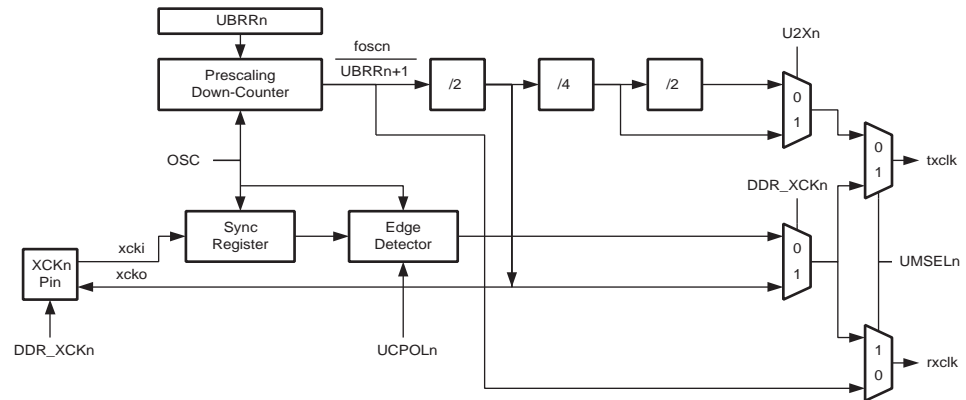 UBRRn
foscn
UBRRn+1
U2Xn
Prescaling
Down-Counter
/2
/4
/2
0
1
OSC
0
1
txclk
DDR_XCKn
Sync
Register
Edge
Detector
xcki
0
1
UMSELn
XCKn
Pin
xcko
DDR_XCKn
UCPOLn
1
0
rxclk